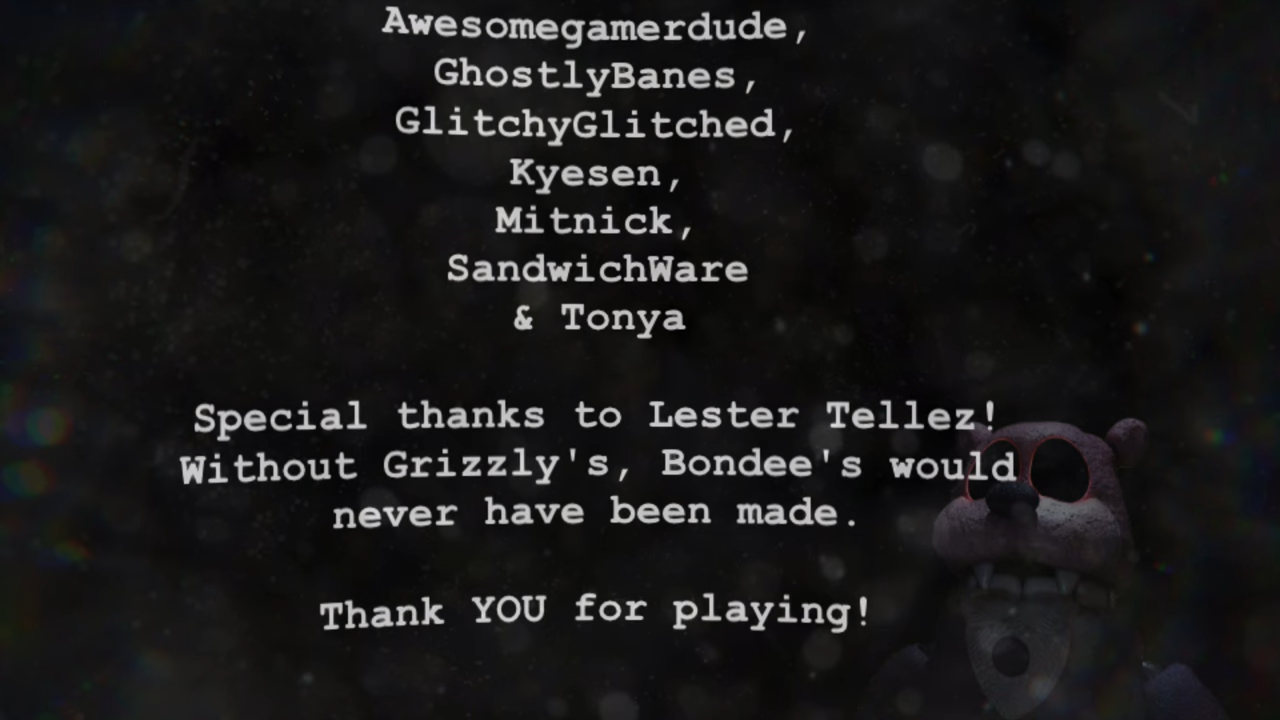 Awesomegamerdude,
GhostlyBanes,
GlitchyGlitched,
Kyesen,
Mitnick,
SandwichWare
& Tonya
Special thanks to Lester Tellez!
Without Grizzly's, Bondee's would
never have been made.
Thank YOU for playing!